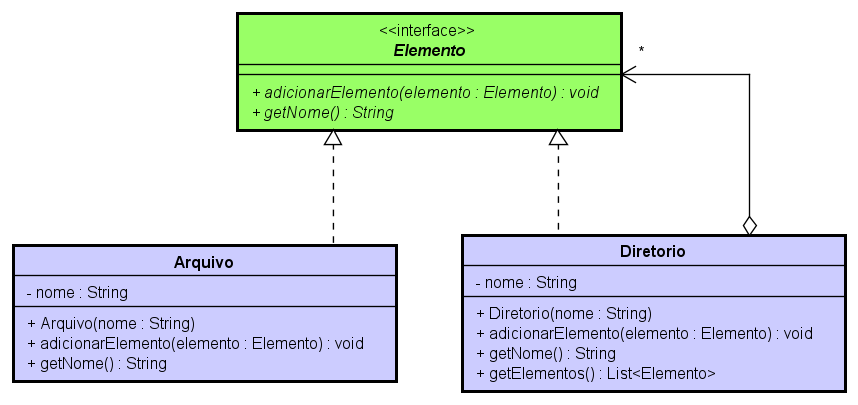 <<interface>>
Elemento
*
+ adicionarElemento(elemento : Elemento) : void
+ getNome() : String
Arquivo
- nome : String
+ Arquivo(nome : String)
+ adicionarElemento(elemento : Elemento) : void
+ getNome() : String
Diretorio
- nome : String
+ Diretorio(nome : String)
+ adicionarElemento(elemento : Elemento) : void
+ getNome() : String
+ getElementos() : List<Elemento>